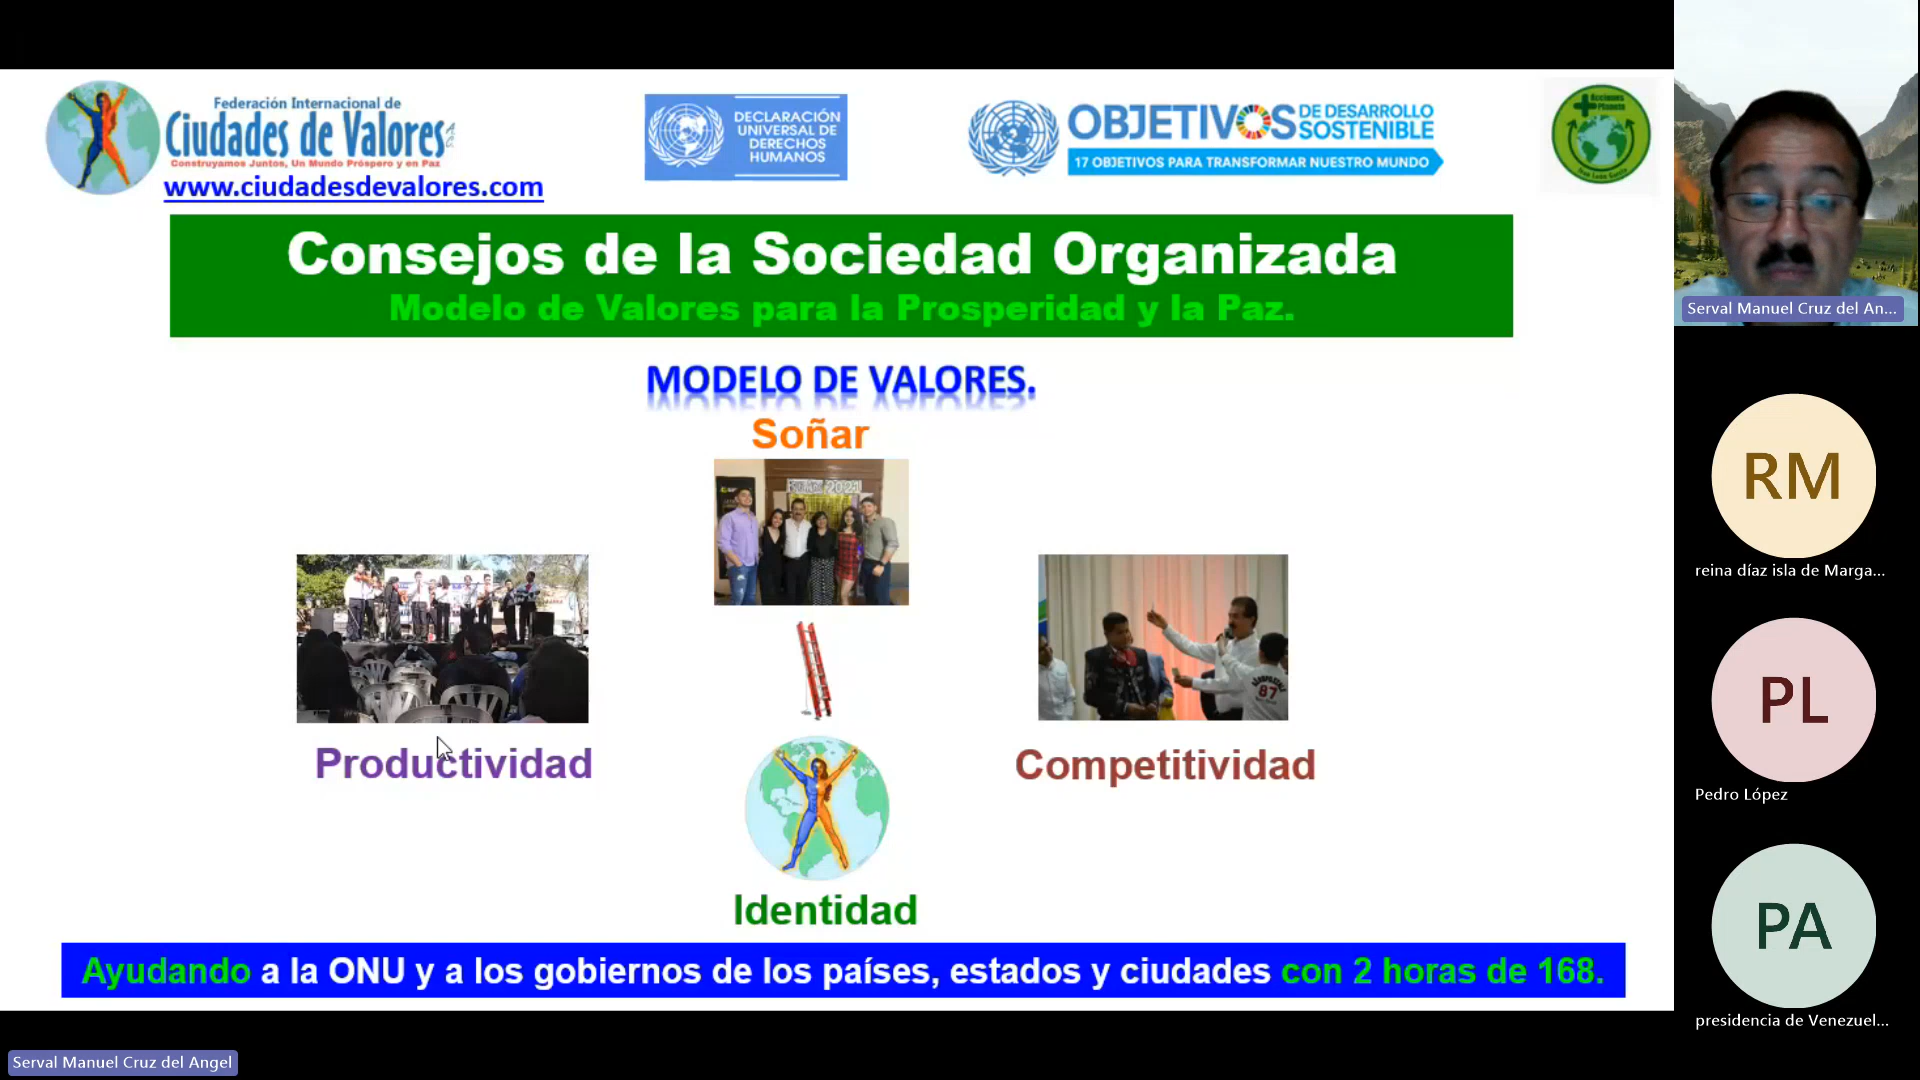 Federación Internacional de
Ciudades de Valores
Construyamos Juntos, Un Mundo Próspero y en Paz
www.ciudadesdevalores.com
DECLARACIÓN
UNIVERSAL DE
DERECHOS
HUMANOS
OBJETIVOS DE DESARROLLO
SOSTENIBLE
17 OBJETIVOS PARA TRANSFORMAR NUESTRO MUNDO
Acciones
Planeta
Consejos de la Sociedad Organizada
Modelo de Valores para la Prosperidad y la Paz.
MODELO DE VALORES.
Soñar
2021
87
Productividad
Competitividad
Identidad
Ayudando a la ONU y a los gobiernos de los países, estados y ciudades con 2 horas de 168.
Serval Manuel Cruz del An...
RM
reina díaz isla de Marga...
PL
Pedro López
PA
presidencia de Venezuel...
Serval Manuel Cruz del Angel